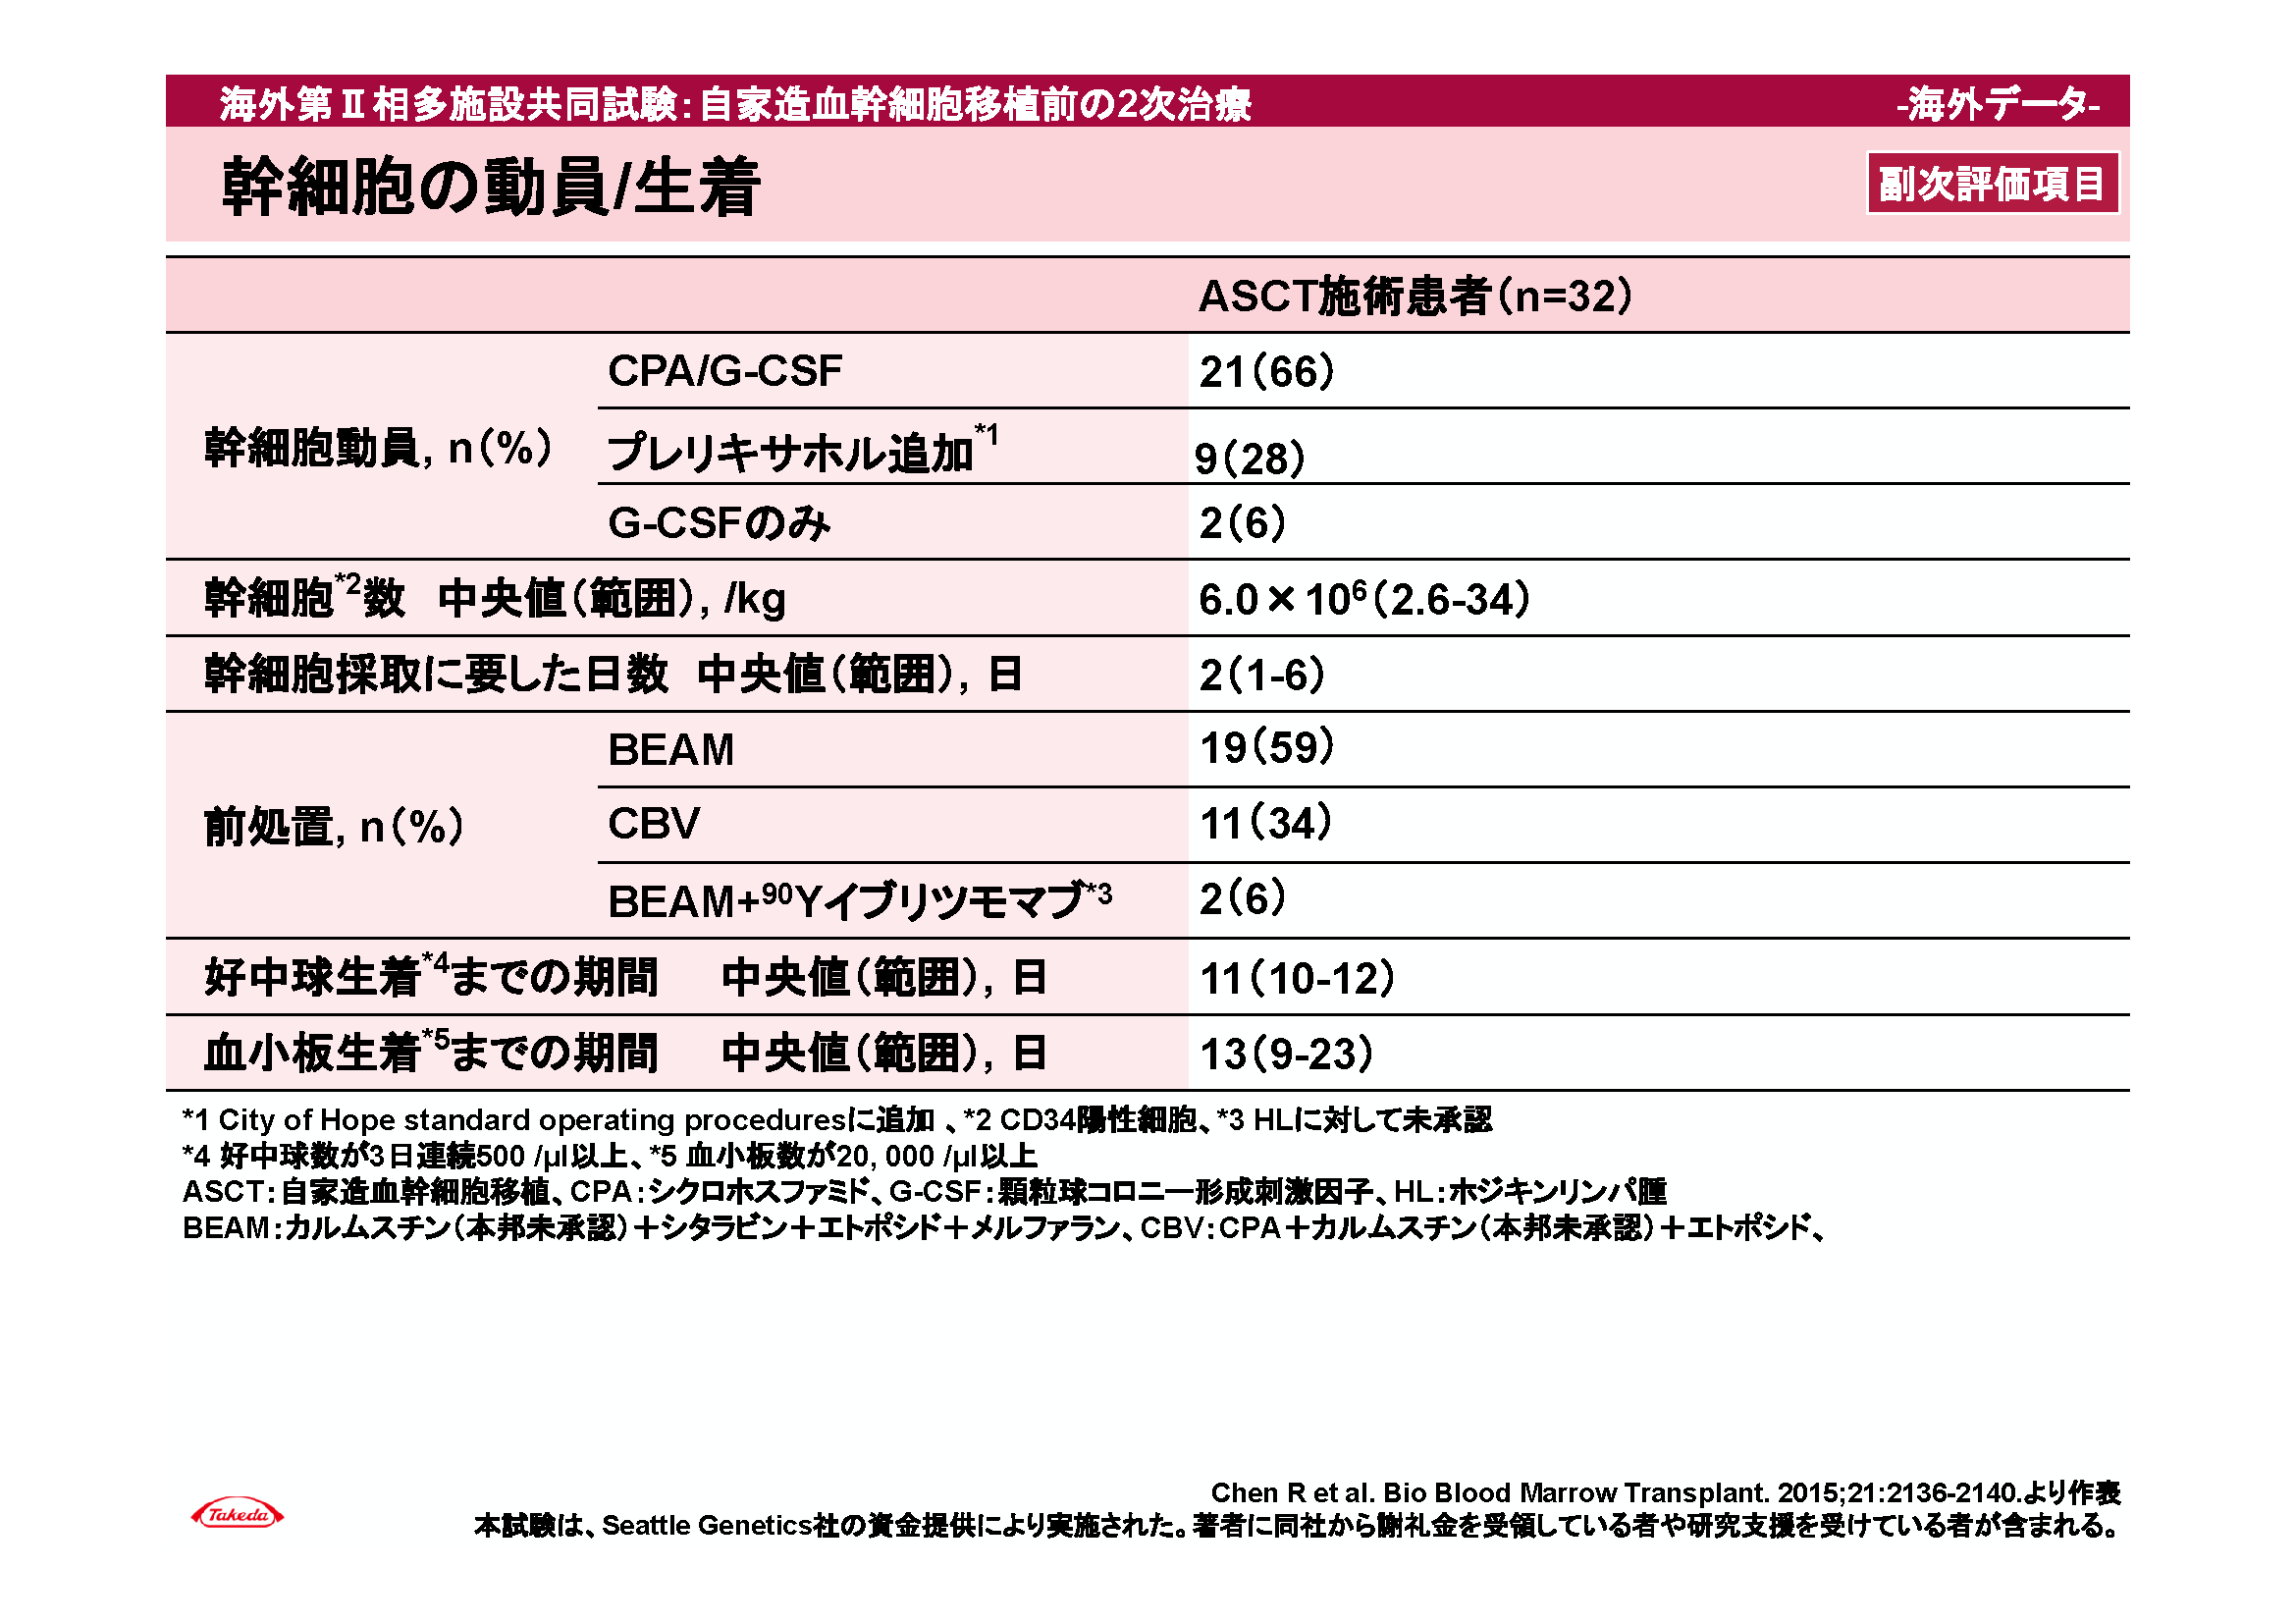 海外第Ⅱ相多施設共同試験：自家造血幹細胞移植前の2次治療 -海外データ-
幹細胞の動員/生着 副次評価項目
ASCT施術患者（n=32）
CPA/G-CSF 21（66）
幹細胞動員, n（%） プレリキサホル追加*1 9（28）
G-CSFのみ 2（6）
幹細胞*2数　中央値（範囲）, /kg 6.0×10⁶（2.6-34）
幹細胞採取に要した日数　中央値（範囲）, 日 2（1-6）
BEAM 19（59）
前処置, n（%） CBV 11（34）
BEAM+⁹⁰Yイブリツモマブ*3 2（6）
好中球生着*4までの期間　中央値（範囲）, 日 11（10-12）
血小板生着*5までの期間　中央値（範囲）, 日 13（9-23）
*1 City of Hope standard operating proceduresに追加 、*2 CD34陽性細胞、*3 HLに対して未承認
*4 好中球数が3日連続500 /μl以上、*5 血小板数が20, 000 /μl以上
ASCT：自家造血幹細胞移植、CPA：シクロホスファミド、G-CSF：顆粒球コロニー形成刺激因子、HL：ホジキンリンパ腫
BEAM：カルムスチン（本邦未承認）＋シタラビン＋エトポシド＋メルファラン、CBV：CPA＋カルムスチン（本邦未承認）＋エトポシド、
Chen R et al. Bio Blood Marrow Transplant. 2015;21:2136-2140.より作表
Takeda
本試験は、Seattle Genetics社の資金提供により実施された。著者に同社から謝礼金を受領している者や研究支援を受けている者が含まれる。